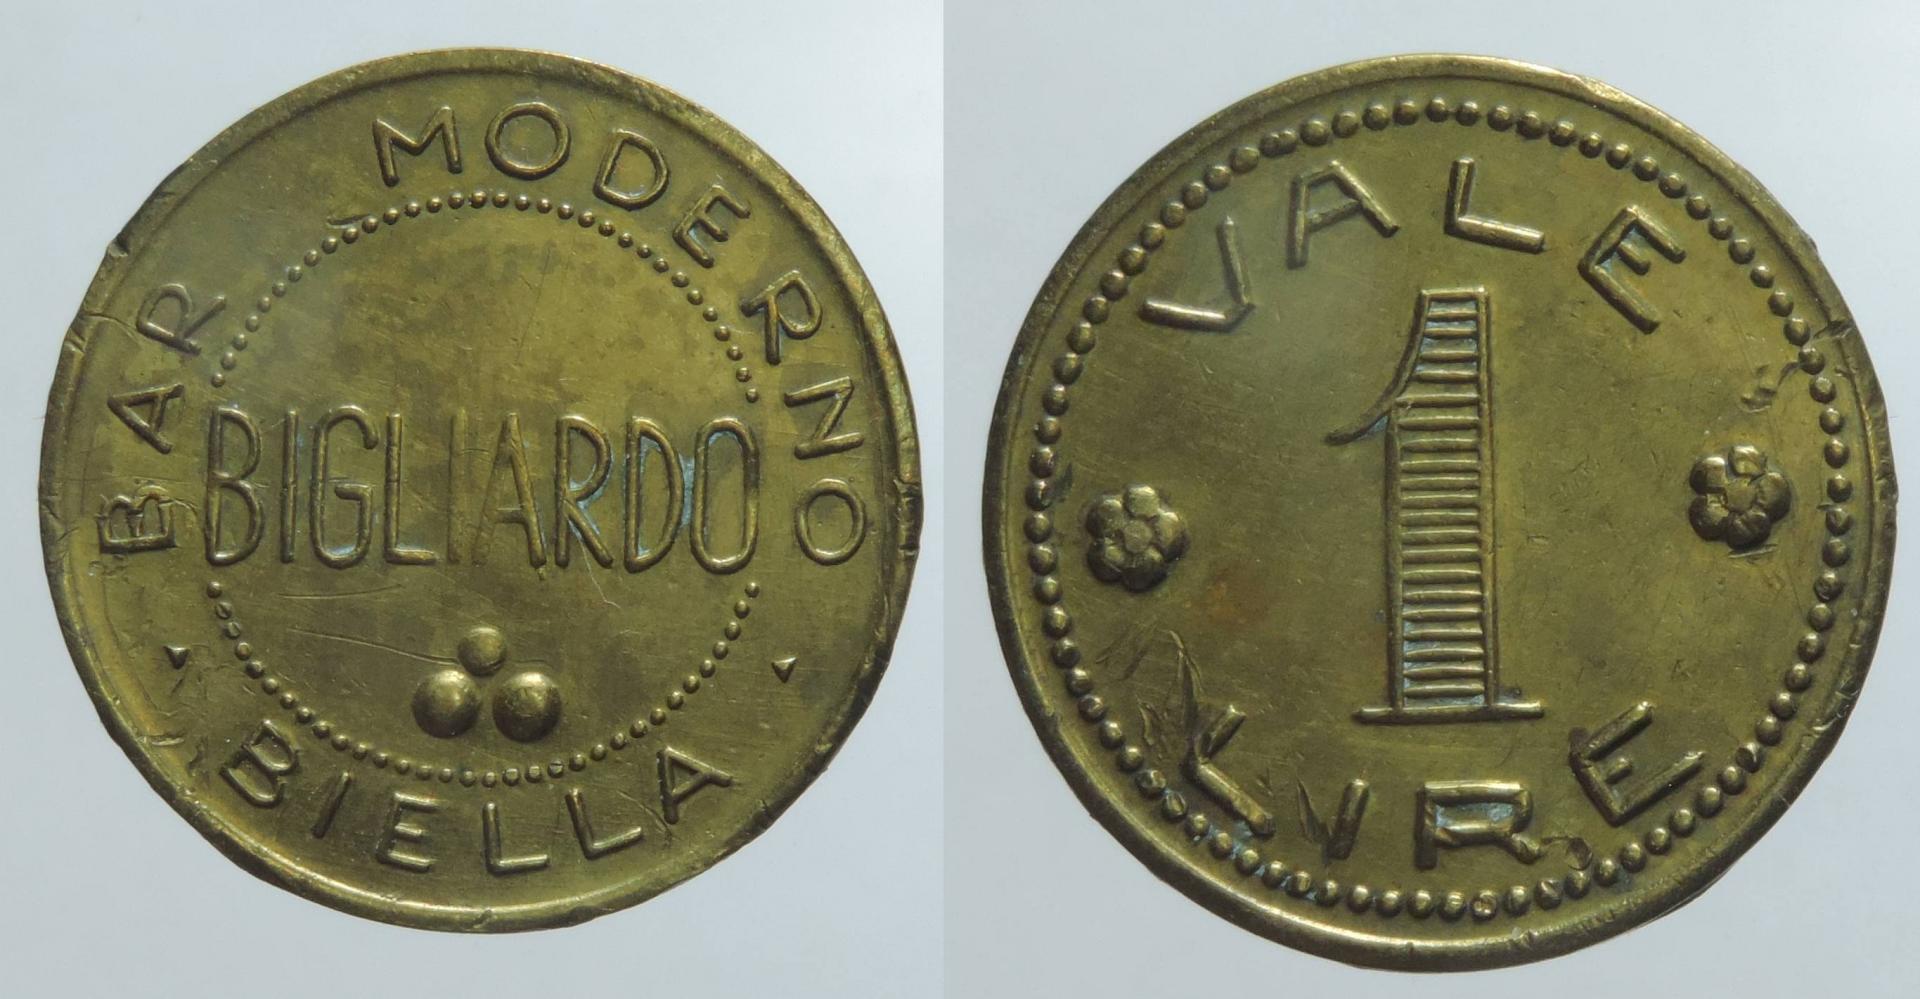 BAR MODERNO
BIGLIARDO
BIELLA
VALE
1
LIRE